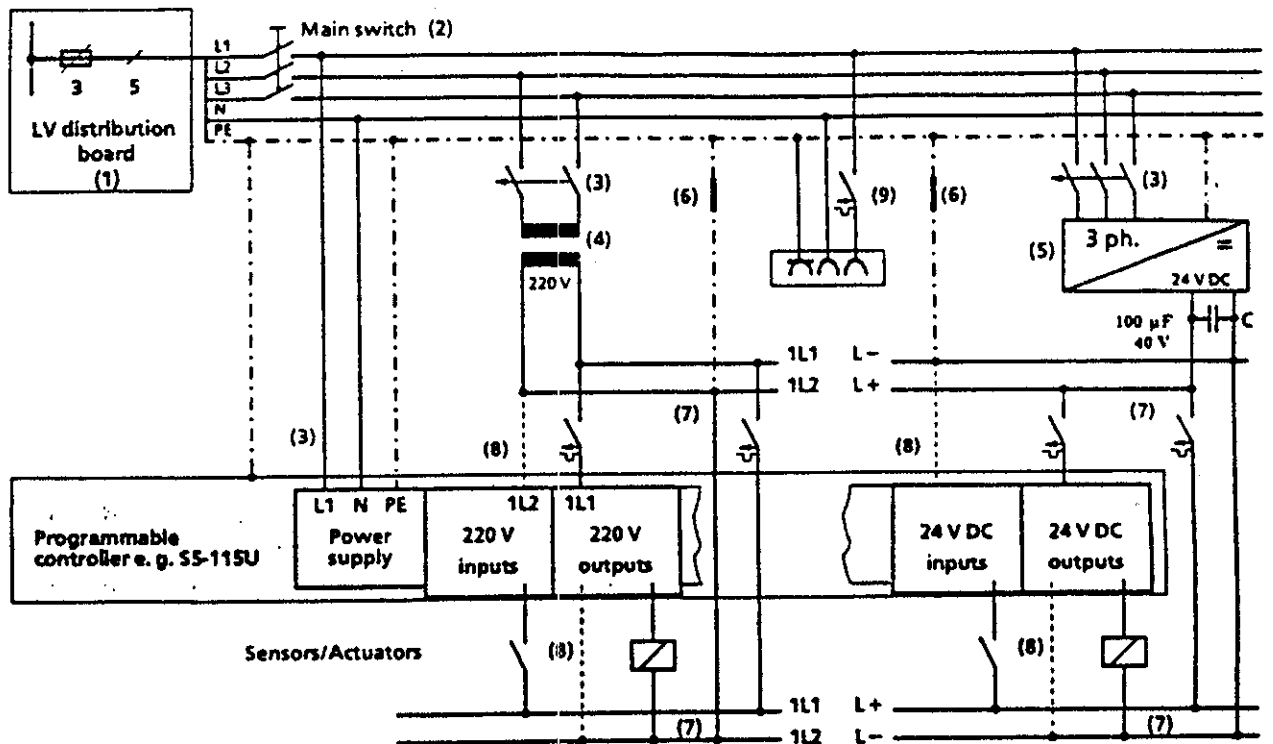 Main switch (2)
L1
L2
L3
N
PE
3 5
LV distribution
board
(1)
(3)
(4)
220 V
(6)
(9)
(6)
(3)
(5)
3 ph.
=
24 V DC
100 µF
40 V
C
1L1 L−
1L2 L+
(3)
(8)
(7)
(8)
(7)
L1 N PE
1L2 1L1
Programmable
controller e. g. S5-115U
Power
supply
220 V
inputs
220 V
outputs
24 V DC
inputs
24 V DC
outputs
Sensors/Actuators
(8)
(8)
1L1 L+
(7)
1L2 L−
(7)